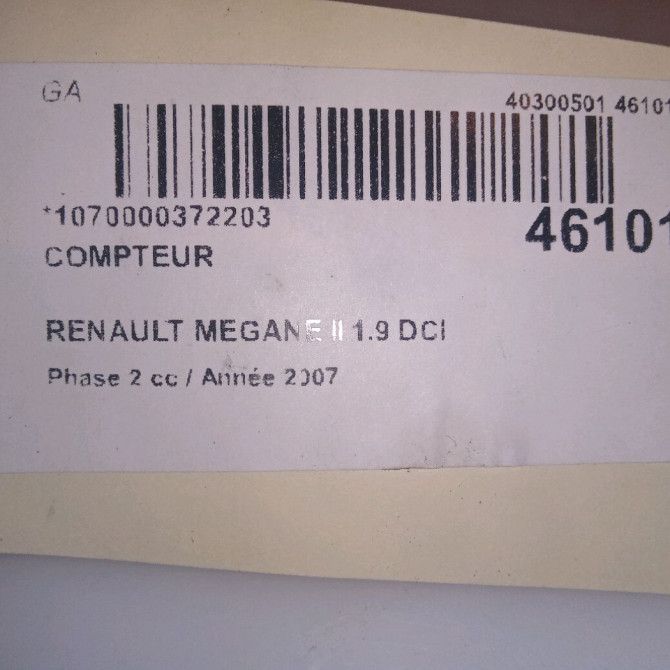 GA
40300501 46101
*1070000372203
46101
COMPTEUR
RENAULT MEGANE II 1.9 DCI
Phase 2 cc / Année 2007